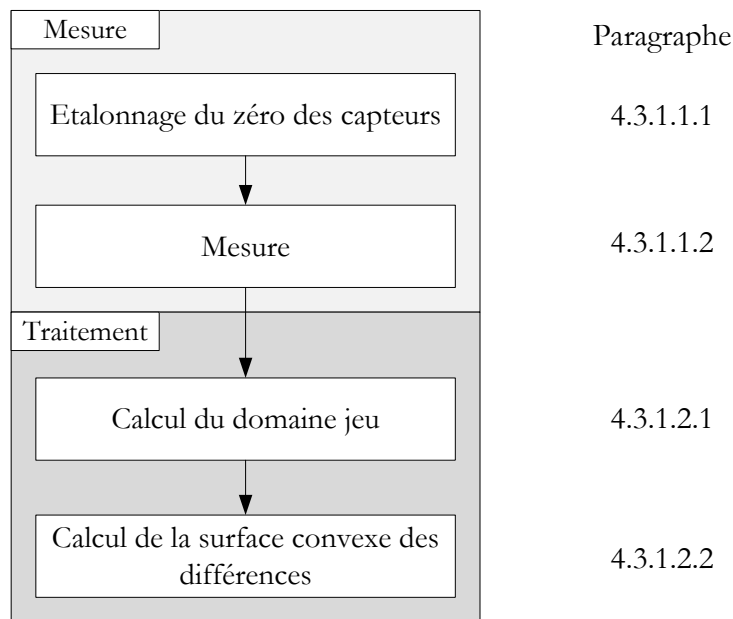 Mesure
Paragraphe
Etalonnage du zéro des capteurs
4.3.1.1.1
Mesure
4.3.1.1.2
Traitement
Calcul du domaine jeu
4.3.1.2.1
Calcul de la surface convexe des
différences
4.3.1.2.2